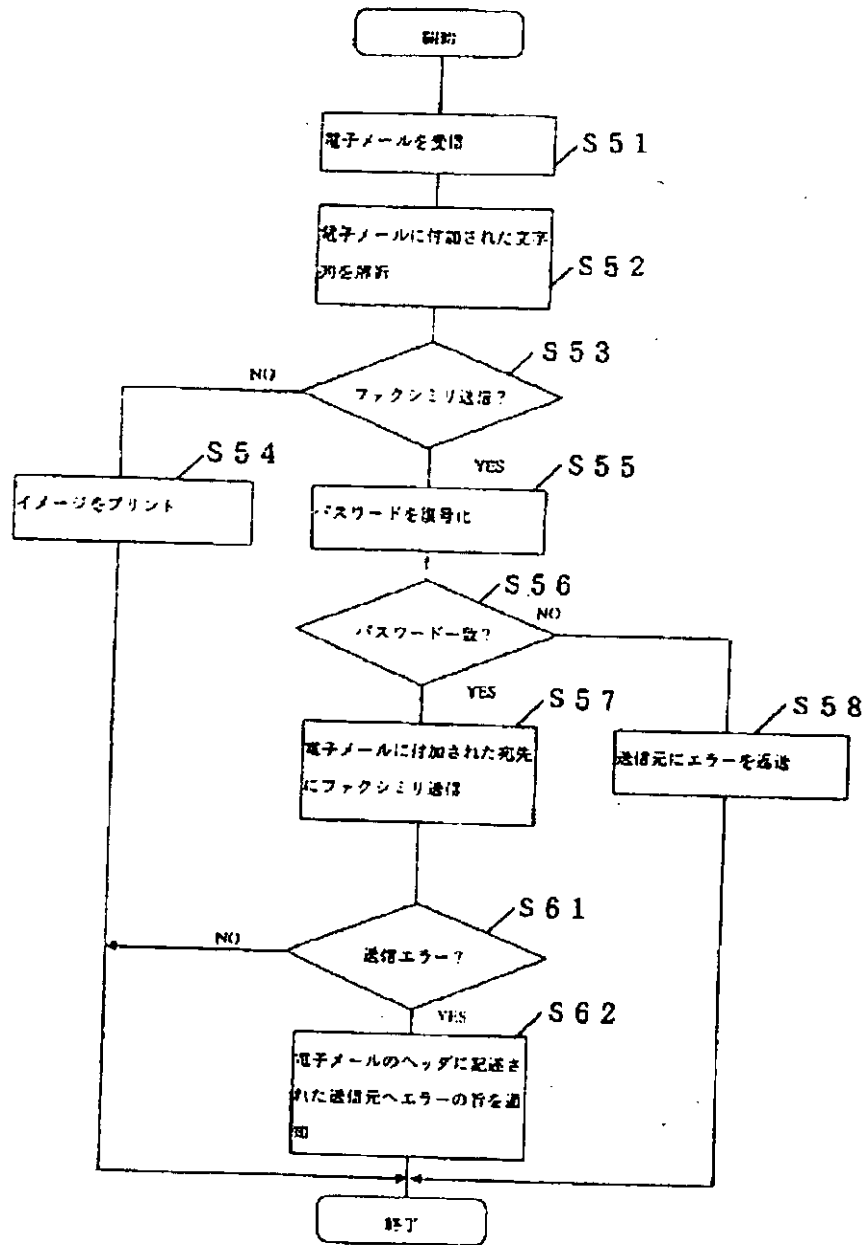 開始
電子メールを受信
S51
電子メールに付加された文字
列を解析
S52
ファクシミリ送信?
S53
NO
YES
イメージをプリント
S54
パスワードを復号化
S55
パスワード一致?
S56
NO
YES
電子メールに付加された宛先
にファクシミリ送信
S57
送信元にエラーを返送
S58
送信エラー?
S61
NO
YES
電子メールのヘッダに記述さ
れた送信元へエラーの旨を通
知
S62
終了